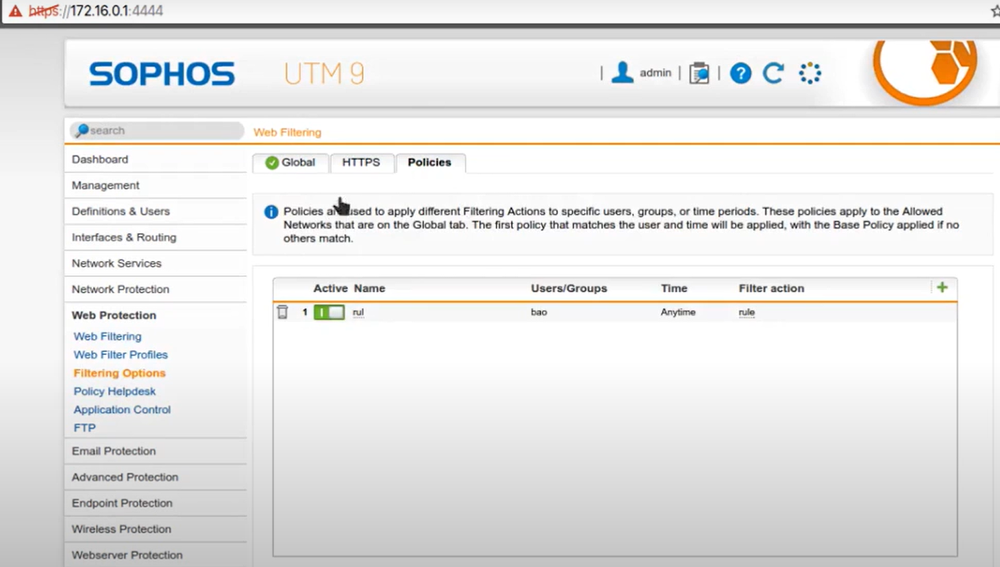 https://172.16.0.1:4444
SOPHOS UTM 9
admin
search
Web Filtering
Dashboard
Management
Definitions & Users
Interfaces & Routing
Network Services
Network Protection
Web Protection
Web Filtering
Web Filter Profiles
Filtering Options
Policy Helpdesk
Application Control
FTP
Email Protection
Advanced Protection
Endpoint Protection
Wireless Protection
Webserver Protection
Global HTTPS Policies
Policies are used to apply different Filtering Actions to specific users, groups, or time periods. These policies apply to the Allowed
Networks that are on the Global tab. The first policy that matches the user and time will be applied, with the Base Policy applied if no
others match.
Active Name Users/Groups Time Filter action
1 rul bao Anytime rule